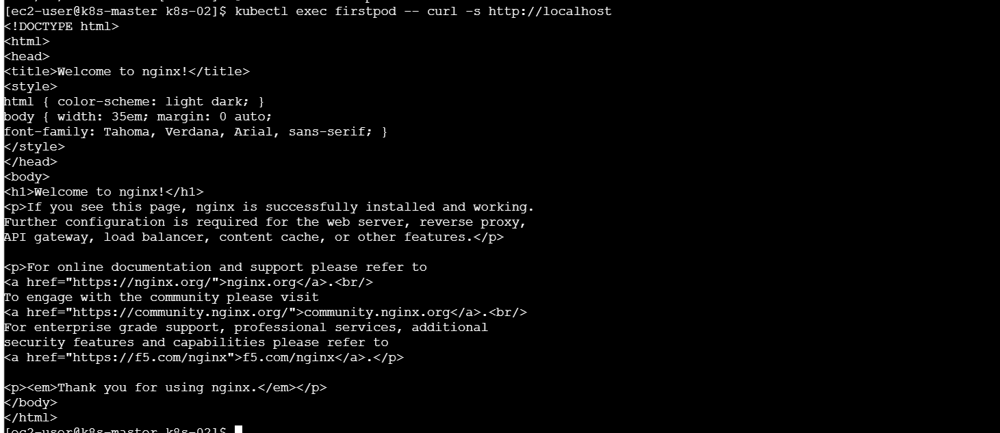 [ec2-user@k8s-master k8s-02]$ kubectl exec firstpod -- curl -s http://localhost
<!DOCTYPE html>
<html>
<head>
<title>Welcome to nginx!</title>
<style>
html { color-scheme: light dark; }
body { width: 35em; margin: 0 auto;
font-family: Tahoma, Verdana, Arial, sans-serif; }
</style>
</head>
<body>
<h1>Welcome to nginx!</h1>
<p>If you see this page, nginx is successfully installed and working.
Further configuration is required for the web server, reverse proxy,
API gateway, load balancer, content cache, or other features.</p>

<p>For online documentation and support please refer to
<a href="https://nginx.org/">nginx.org</a>.<br/>
To engage with the community please visit
<a href="https://community.nginx.org/">community.nginx.org</a>.<br/>
For enterprise grade support, professional services, additional
security features and capabilities please refer to
<a href="https://f5.com/nginx">f5.com/nginx</a>.</p>

<p><em>Thank you for using nginx.</em></p>
</body>
</html>
[ec2-user@k8s-master k8s-02]$